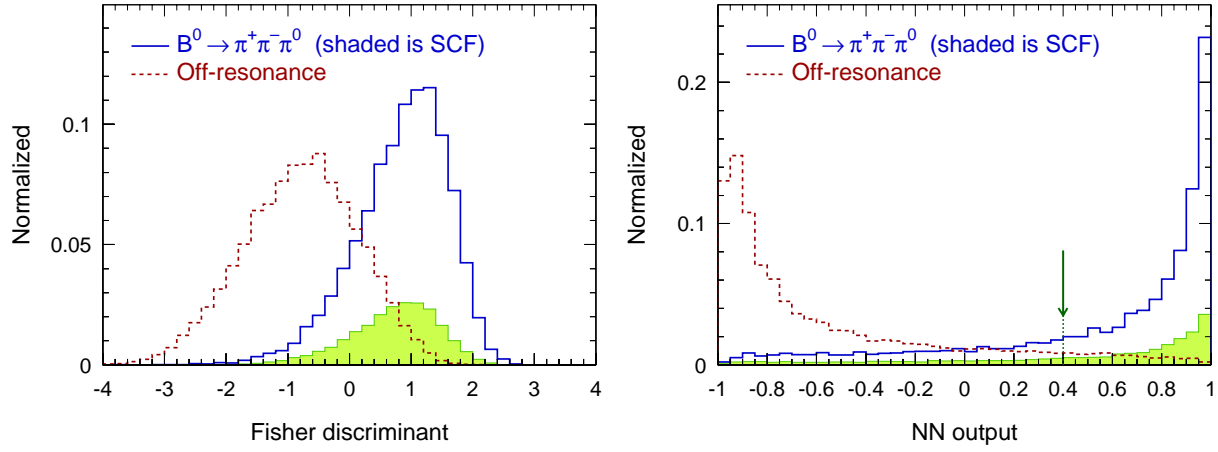 B⁰ → π⁺π⁻π⁰ (shaded is SCF)
Off-resonance
Normalized
0.1
0.05
0
-4 -3 -2 -1 0 1 2 3 4
Fisher discriminant
B⁰ → π⁺π⁻π⁰ (shaded is SCF)
Off-resonance
Normalized
0.2
0.1
0
-1 -0.8 -0.6 -0.4 -0.2 0 0.2 0.4 0.6 0.8 1
NN output